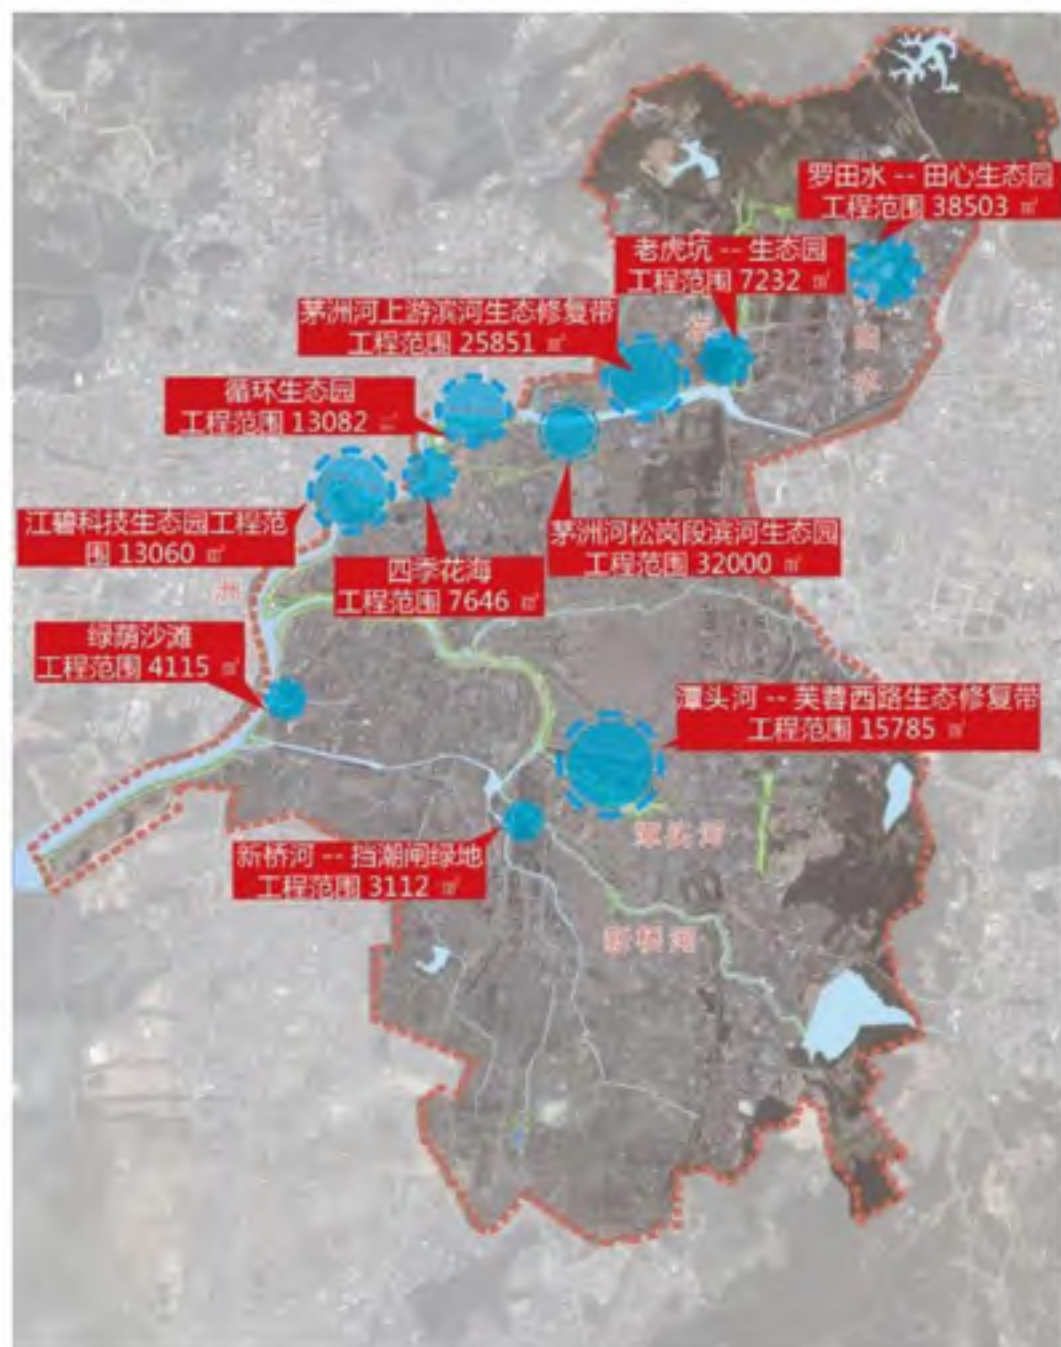 罗田水 -- 田心生态园
工程范围 38503 ㎡
老虎坑 -- 生态园
工程范围 7232 ㎡
茅洲河上游滨河生态修复带
工程范围 25851 ㎡
循环生态园
工程范围 13082 ㎡
江碧科技生态园工程范
围 13060 ㎡
茅洲河松岗段滨河生态园
工程范围 32000 ㎡
四季花海
工程范围 7646 ㎡
洲
绿荫沙滩
工程范围 4115 ㎡
潭头河 -- 芙蓉西路生态修复带
工程范围 15785 ㎡
潭头河
新桥河 -- 挡潮闸绿地
工程范围 3112 ㎡
新桥河